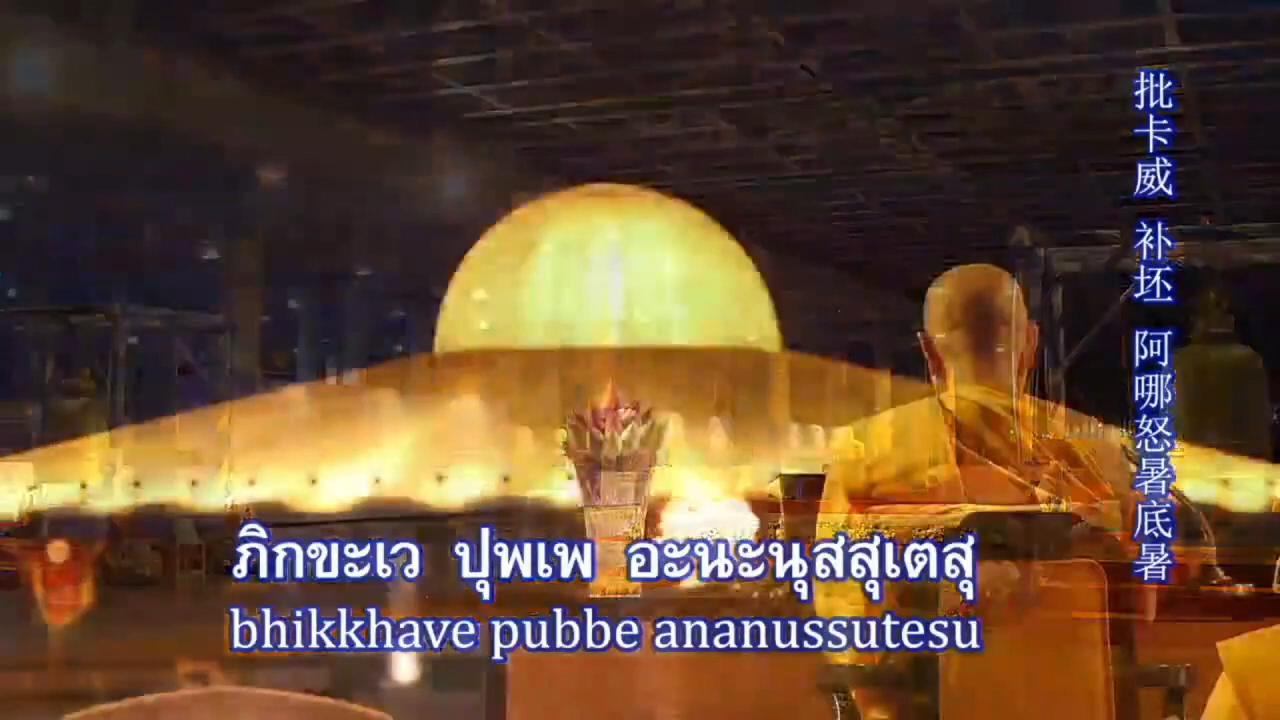 ภิกขะเว ปุพเพ อะนะนุสสุเตสุ
bhikkhave pubbe ananussutesu
批卡威 补坯 阿哪怒暑底暑